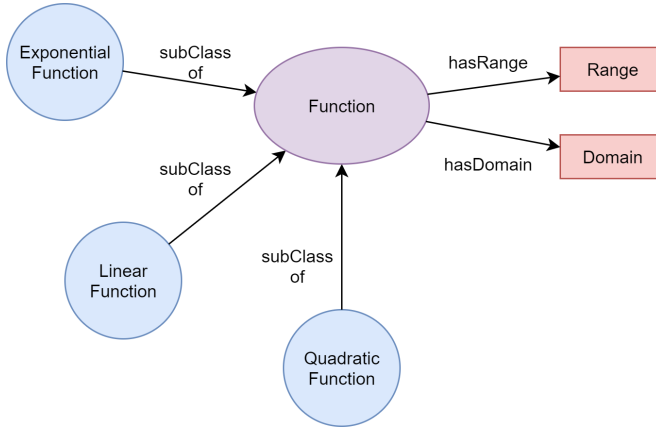 Exponential
Function
subClass
of
Function
hasRange
Range
hasDomain
Domain
subClass
of
Linear
Function
subClass
of
Quadratic
Function